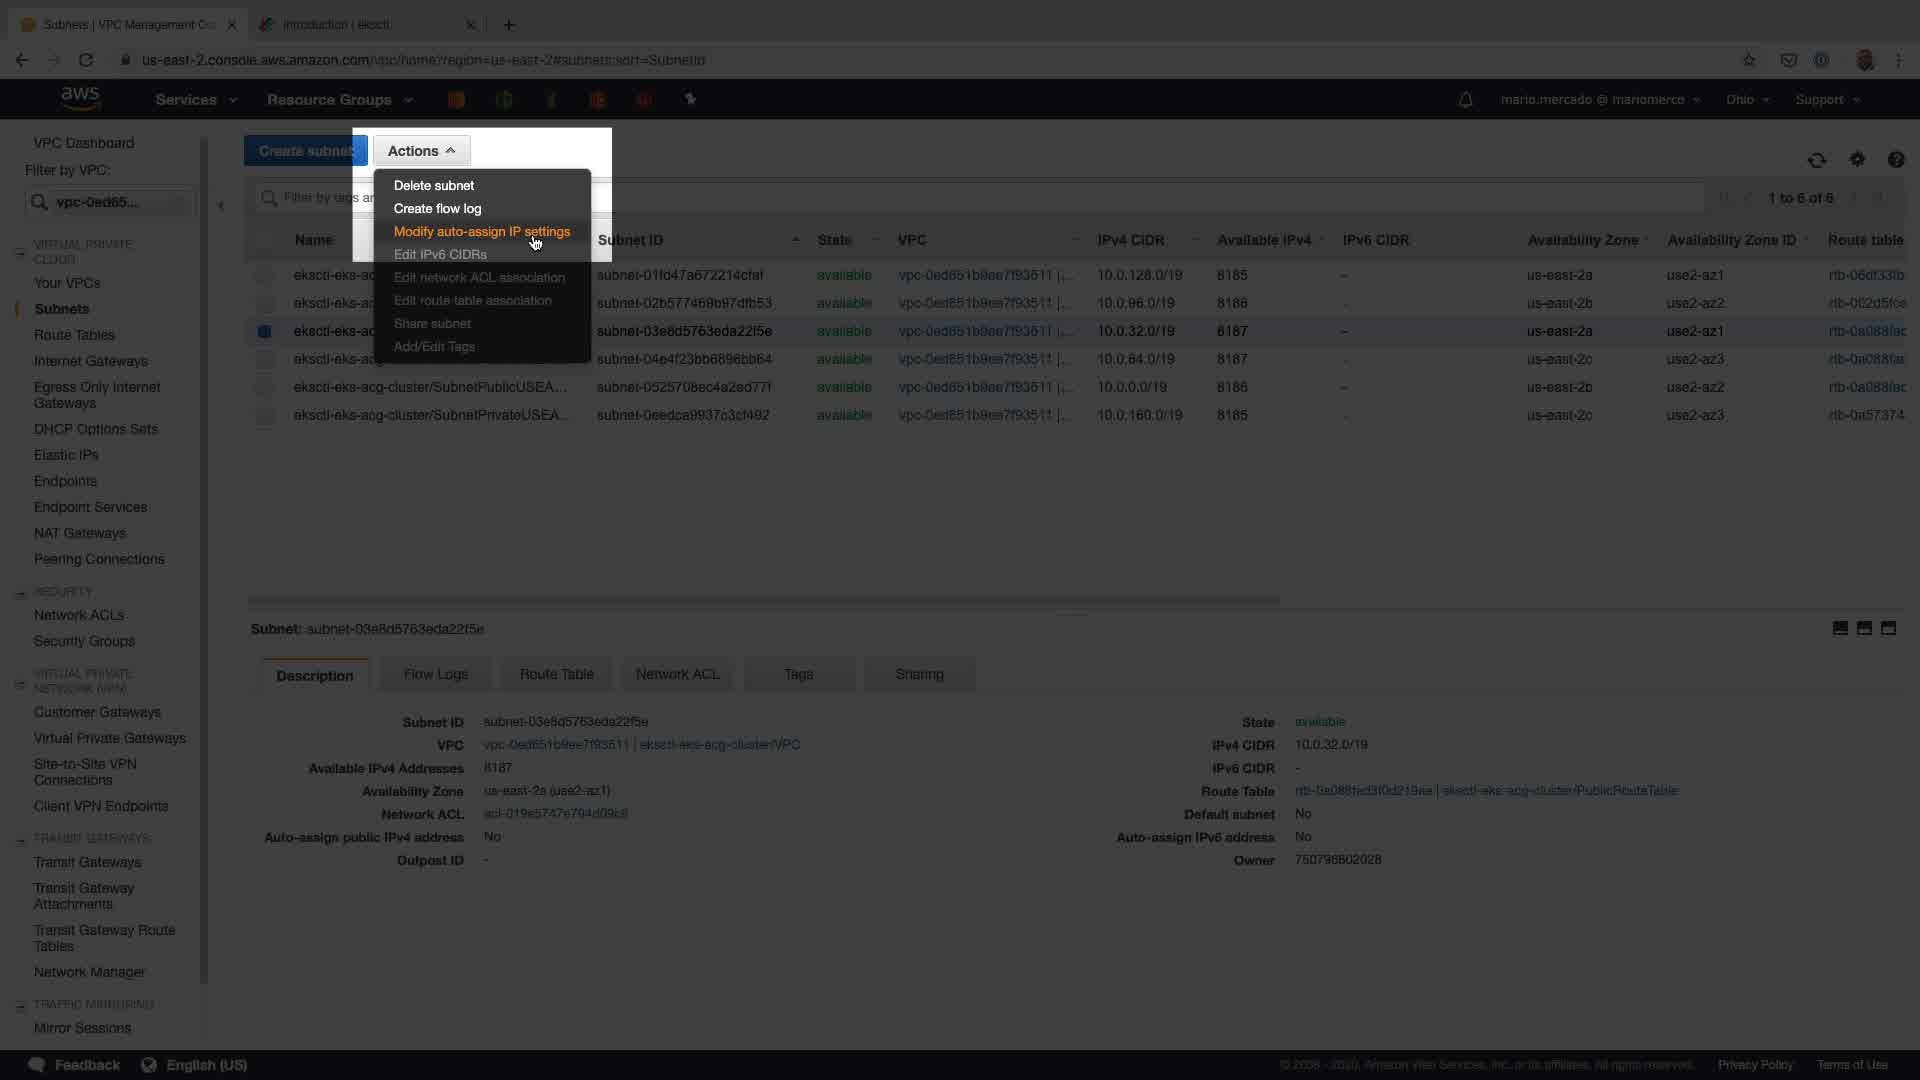 Subnets | VPC Management Con
Introduction | eksctl
us-east-2.console.aws.amazon.com/vpc/home?region=us-east-2#subnets:sort=SubnetId
aws
Services
Resource Groups
mario.mercado @ mariomerco
Ohio
Support
VPC Dashboard
Filter by VPC:
vpc-0ed65...
VIRTUAL PRIVATE
CLOUD
Your VPCs
Subnets
Route Tables
Internet Gateways
Egress Only Internet
Gateways
DHCP Options Sets
Elastic IPs
Endpoints
Endpoint Services
NAT Gateways
Peering Connections
SECURITY
Network ACLs
Security Groups
VIRTUAL PRIVATE
NETWORK (VPN)
Customer Gateways
Virtual Private Gateways
Site-to-Site VPN
Connections
Client VPN Endpoints
TRANSIT GATEWAYS
Transit Gateways
Transit Gateway
Attachments
Transit Gateway Route
Tables
Network Manager
TRAFFIC MIRRORING
Mirror Sessions
Create subnet
Actions
Delete subnet
Create flow log
Modify auto-assign IP settings
Edit IPv6 CIDRs
Edit network ACL association
Edit route table association
Share subnet
Add/Edit Tags
Filter by tags an
1 to 6 of 6
Name Subnet ID State VPC IPv4 CIDR Available IPv4 IPv6 CIDR Availability Zone Availability Zone ID Route table
eksctl-eks-ac subnet-01fd47a672214cfaf available vpc-0ed651b9ee7f93511 |... 10.0.128.0/19 8185 - us-east-2a use2-az1
eksctl-eks-ac subnet-02b577469b97dfb53 available vpc-0ed651b9ee7f93511 |... 10.0.96.0/19 8186 - us-east-2b use2-az2
eksctl-eks-ac subnet-03e8d5763eda22f5e available vpc-0ed651b9ee7f93511 |... 10.0.32.0/19 8187 - us-east-2a use2-az1 rtb-0a088fac
eksctl-eks-ac subnet-04e4f23bb6896bb64 available vpc-0ed651b9ee7f93511 |... 10.0.64.0/19 8187 - us-east-2c use2-az3 rtb-0a088fac
eksctl-eks-acg-cluster/SubnetPublicUSEA... subnet-0525708ec4a2ed77f available vpc-0ed651b9ee7f93511 |... 10.0.0.0/19 8186 - us-east-2b use2-az2 rtb-0a088fac
eksctl-eks-acg-cluster/SubnetPrivateUSEA... subnet-0eedca9937c3cf492 available vpc-0ed651b9ee7f93511 |... 10.0.160.0/19 8185 - us-east-2c use2-az3 rtb-0a57374
Subnet: subnet-03e8d5763eda22f5e
Description Flow Logs Route Table Network ACL Tags Sharing
Subnet ID subnet-03e8d5763eda22f5e State available
VPC vpc-0ed651b9ee7f93511 | eksctl-eks-acg-cluster/VPC IPv4 CIDR 10.0.32.0/19
Available IPv4 Addresses 8187 IPv6 CIDR -
Availability Zone us-east-2a (use2-az1) Route Table | eksctl-eks-acg-cluster/PublicRouteTable
Network ACL acl-019e5747e794d09c8 Default subnet No
Auto-assign public IPv4 address No Auto-assign IPv6 address No
Outpost ID - Owner 750796802028
Feedback
English (US)
© 2008 - 2020, Amazon Web Services, Inc. or its affiliates. All rights reserved.
Privacy Policy
Terms of Use